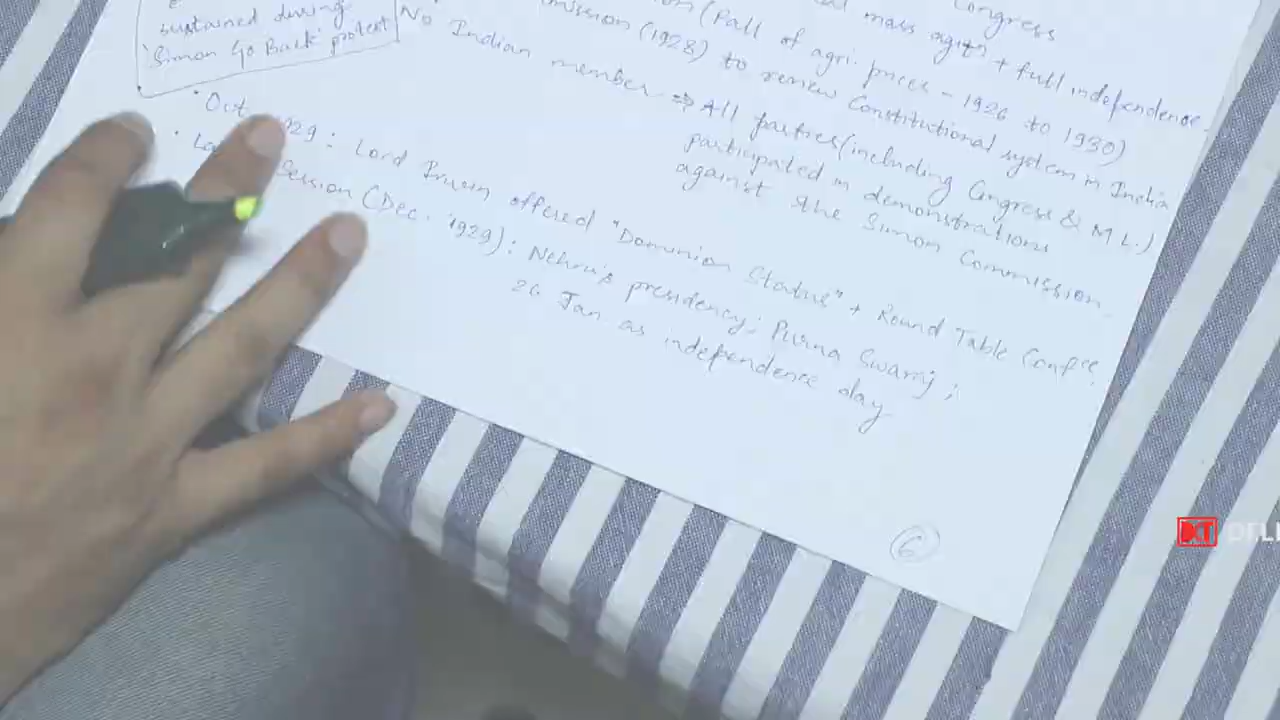 sustained during
'Simon Go Back' protest
Congress
mass agitn + full independence.
(Fall of agri. prices - 1926 to 1930)
(1928) to review Constitutional system in India
No Indian member => All parties (including Congress & M.L.)
participated in demonstrations
against the Simon Commission.
Oct 1929: Lord Irwin offered "Dominion Status" + Round Table Confce.
Session (Dec. 1929): Nehru's presidency; Purna Swaraj;
26 Jan as independence day
6
DELH